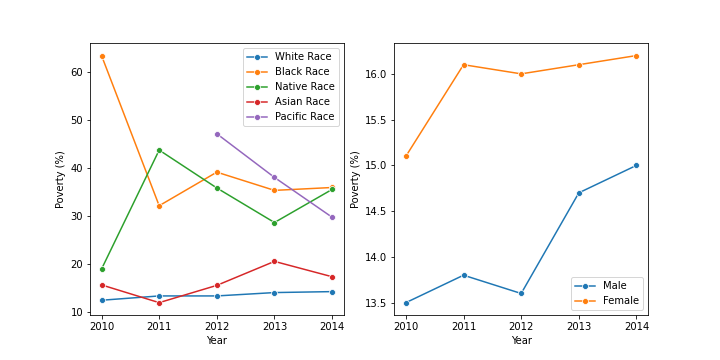 White Race
Black Race
Native Race
Asian Race
Pacific Race
60
50
40
30
20
10
Poverty (%)
2010 2011 2012 2013 2014
Year
16.0
15.5
15.0
14.5
14.0
13.5
Poverty (%)
Male
Female
2010 2011 2012 2013 2014
Year